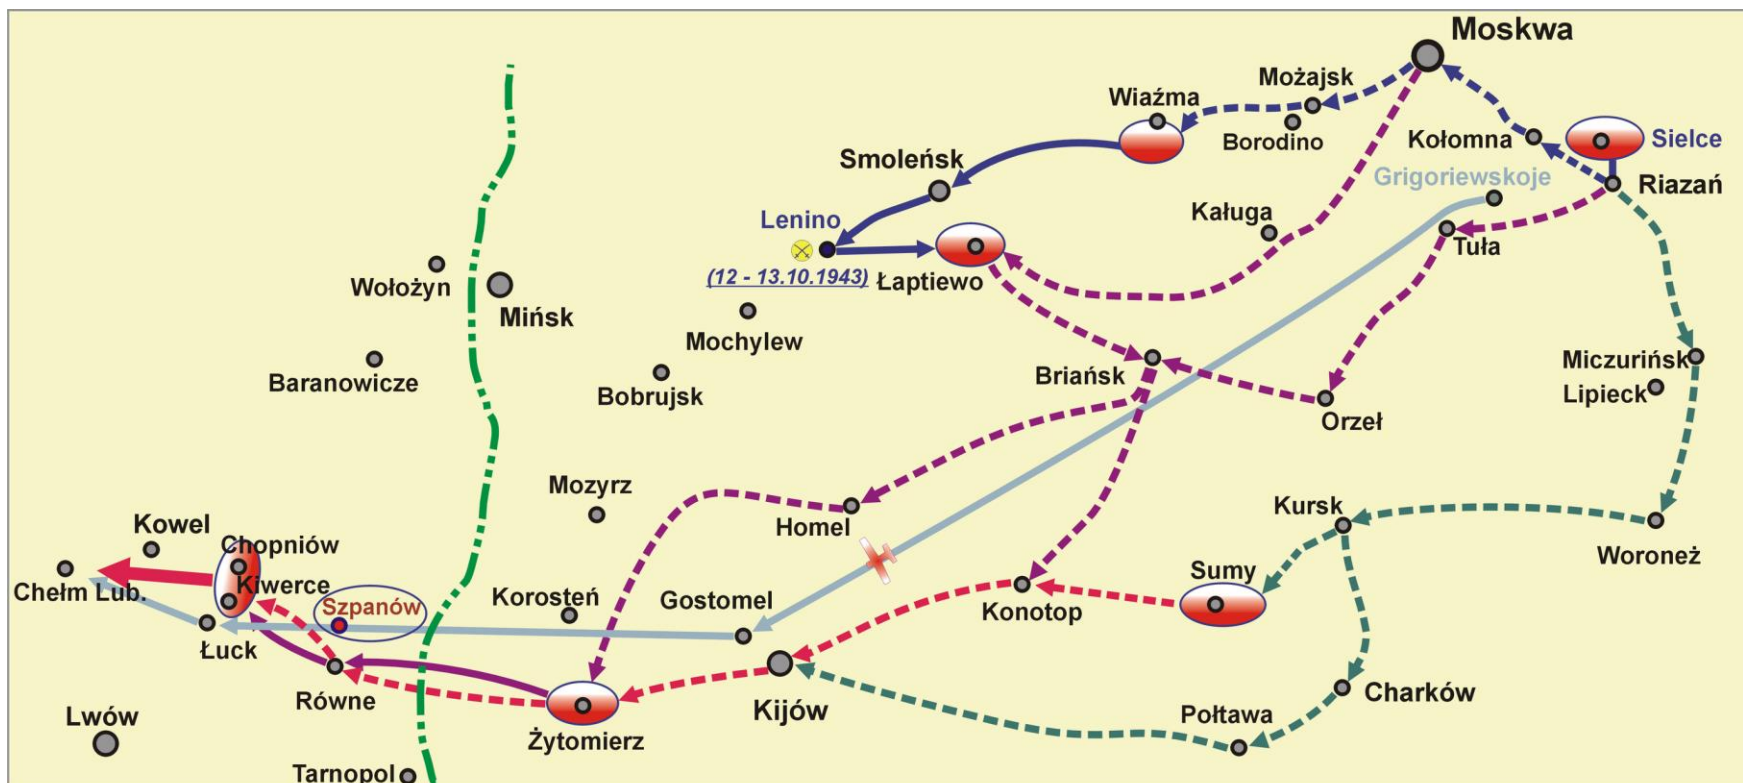 Moskwa
Możajsk
Wiaźma
Borodino
Kołomna
Sielce
Smoleńsk
Grigoriewskoje
Riazań
Lenino
Kaługa
Tuła
(12 - 13.10.1943)
Łaptiewo
Wołożyn
Mińsk
Mochylew
Miczurińsk
Baranowicze
Briańsk
Bobrujsk
Lipieck
Orzeł
Mozyrz
Kursk
Homel
Kowel
Chopniów
Woroneż
Sumy
Chełm Lub.
Kiwerce
Szpanów
Korosteń
Gostomel
Konotop
Łuck
Równe
Charków
Kijów
Lwów
Połtawa
Żytomierz
Tarnopol